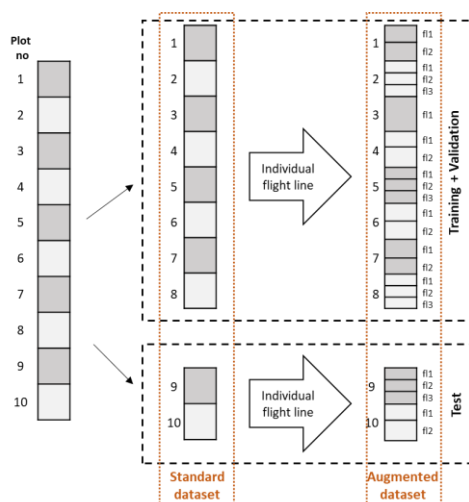 Plot
no
1
2
3
4
5
6
7
8
9
10
1
2
3
4
5
6
7
8
Individual
flight line
1
fl1
fl2
2
fl1
fl2
fl3
3
fl1
4
fl1
fl2
5
fl1
fl2
fl3
6
fl1
fl2
7
fl1
fl2
8
fl1
fl2
fl3
Training + Validation
9
10
Individual
flight line
9
fl1
fl2
fl3
10
fl1
fl2
Test
Standard
dataset
Augmented
dataset